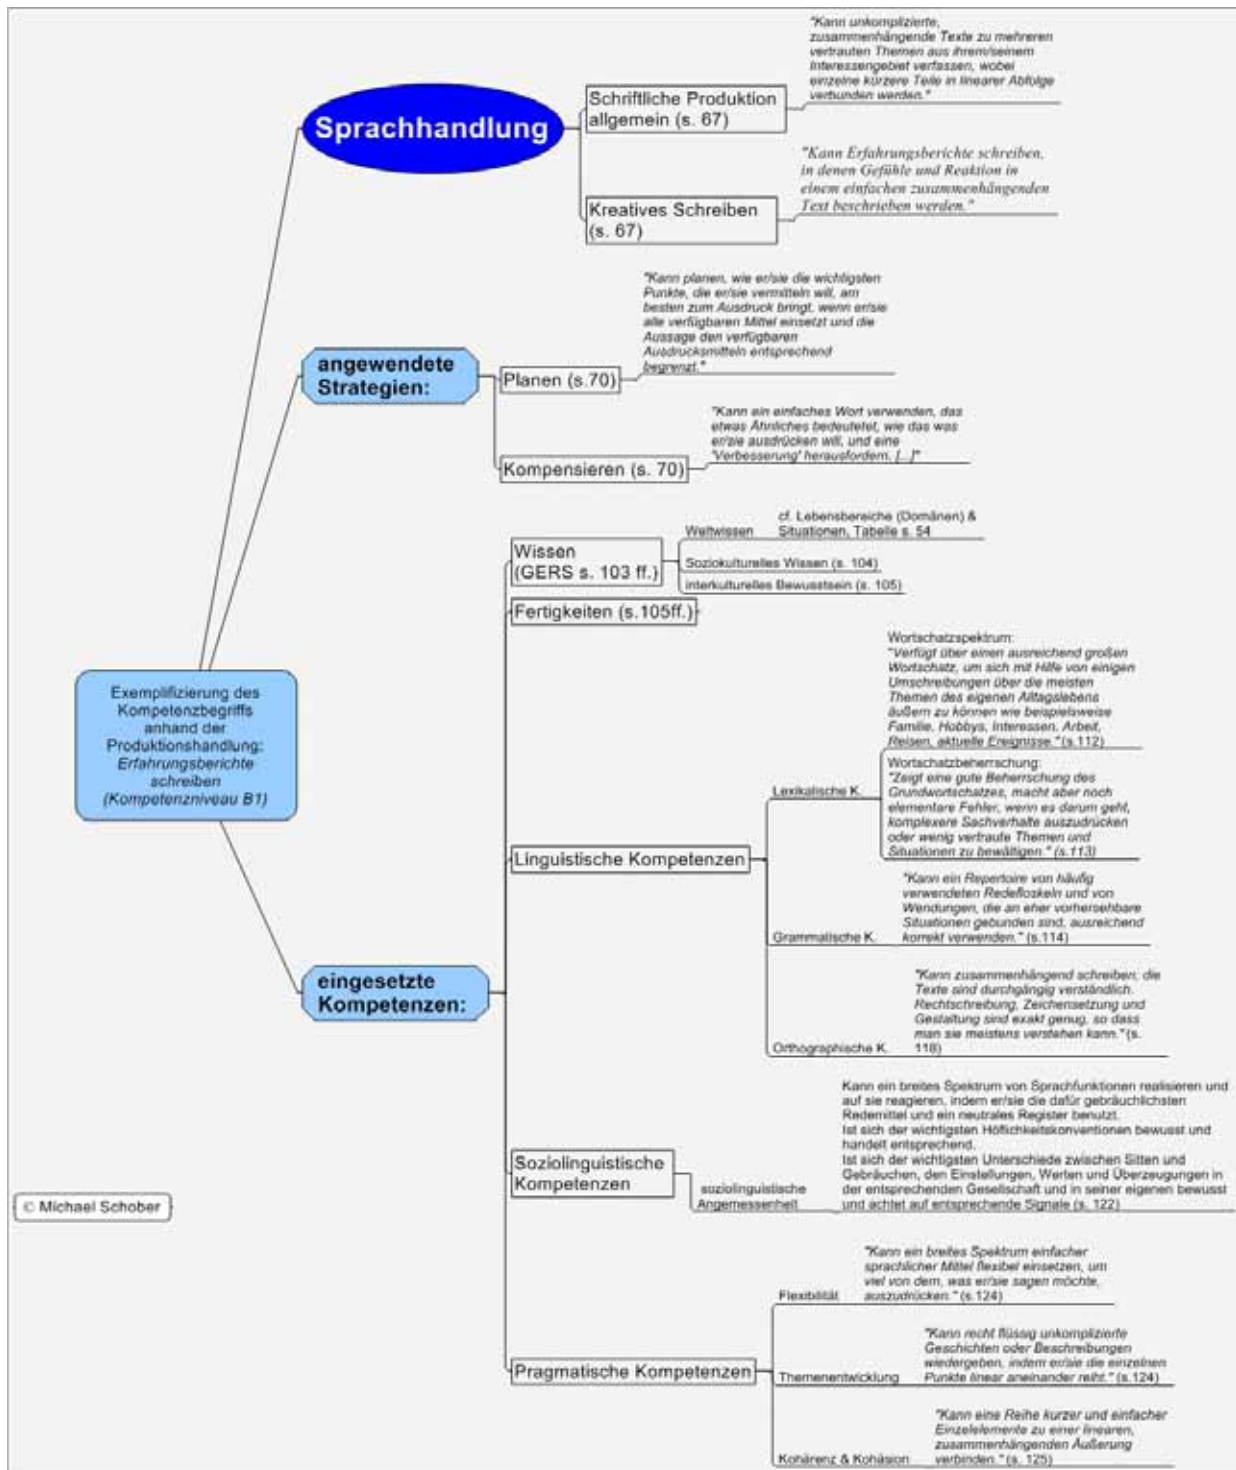 Sprachhandlung
Schriftliche Produktion
allgemein (s. 67)
"Kann unkomplizierte,
zusammenhängende Texte zu mehreren
vertrauten Themen aus ihrem/seinem
Interessengebiet verfassen, wobei
einzelne kürzere Teile in linearer Abfolge
verbunden werden."
Kreatives Schreiben
(s. 67)
"Kann Erfahrungsberichte schreiben,
in denen Gefühle und Reaktion in
einem einfachen zusammenhängenden
Text beschrieben werden."
angewendete
Strategien:
Planen (s.70)
"Kann planen, wie er/sie die wichtigsten
Punkte, die er/sie vermitteln will, am
besten zum Ausdruck bringt, wenn er/sie
alle verfügbaren Mittel einsetzt und die
Aussage den verfügbaren
Ausdrucksmitteln entsprechend
begrenzt."
Kompensieren (s. 70)
"Kann ein einfaches Wort verwenden, das
etwas Ähnliches bedeutetet, wie das was
er/sie ausdrücken will, und eine
'Verbesserung' herausfordern. [...]"
Exemplifizierung des
Kompetenzbegriffs
anhand der
Produktionshandlung:
Erfahrungsberichte
schreiben
(Kompetenzniveau B1)
eingesetzte
Kompetenzen:
Wissen
(GERS s. 103 ff.)
Weltwissen
cf. Lebensbereiche (Domänen) &
Situationen, Tabelle s. 54
Soziokulturelles Wissen (s. 104)
interkulturelles Bewusstsein (s. 105)
Fertigkeiten (s.105ff.)
Linguistische Kompetenzen
Lexikalische K.
Wortschatzspektrum:
"Verfügt über einen ausreichend großen
Wortschatz, um sich mit Hilfe von einigen
Umschreibungen über die meisten
Themen des eigenen Alltagslebens
äußern zu können wie beispielsweise
Familie, Hobbys, Interessen, Arbeit,
Reisen, aktuelle Ereignisse." (s.112)
Wortschatzbeherrschung:
"Zeigt eine gute Beherrschung des
Grundwortschatzes, macht aber noch
elementare Fehler, wenn es darum geht,
komplexere Sachverhalte auszudrücken
oder wenig vertraute Themen und
Situationen zu bewältigen." (s.113)
Grammatische K.
"Kann ein Repertoire von häufig
verwendeten Redefloskeln und von
Wendungen, die an eher vorhersehbare
Situationen gebunden sind, ausreichend
korrekt verwenden." (s.114)
Orthographische K.
"Kann zusammenhängend schreiben; die
Texte sind durchgängig verständlich.
Rechtschreibung, Zeichensetzung und
Gestaltung sind exakt genug, so dass
man sie meistens verstehen kann." (s.
118)
Soziolinguistische
Kompetenzen
soziolinguistische
Angemessenheit
Kann ein breites Spektrum von Sprachfunktionen realisieren und
auf sie reagieren, indem er/sie die dafür gebräuchlichsten
Redemittel und ein neutrales Register benutzt.
Ist sich der wichtigsten Höflichkeitskonventionen bewusst und
handelt entsprechend.
Ist sich der wichtigsten Unterschiede zwischen Sitten und
Gebräuchen, den Einstellungen, Werten und Überzeugungen in
der entsprechenden Gesellschaft und in seiner eigenen bewusst
und achtet auf entsprechende Signale (s. 122)
© Michael Schober
Pragmatische Kompetenzen
Flexibilität
"Kann ein breites Spektrum einfacher
sprachlicher Mittel flexibel einsetzen, um
viel von dem, was er/sie sagen möchte,
auszudrücken." (s.124)
Themenentwicklung
"Kann recht flüssig unkomplizierte
Geschichten oder Beschreibungen
wiedergeben, indem er/sie die einzelnen
Punkte linear aneinander reiht." (s.124)
Kohärenz & Kohäsion
"Kann eine Reihe kurzer und einfacher
Einzelelemente zu einer linearen,
zusammenhängenden Äußerung
verbinden." (s. 125)